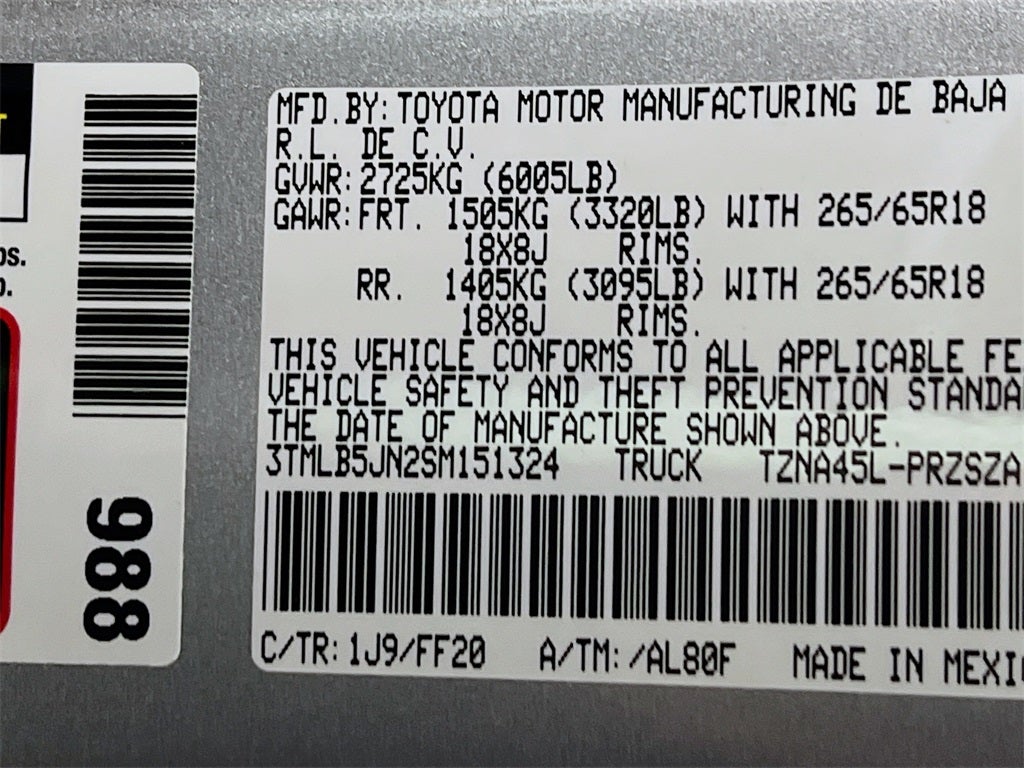 T
ps.
988
MFD.BY: TOYOTA MOTOR MANUFACTURING DE BAJA
R.L. DE C.V.
GVWR: 2725KG (6005LB)
GAWR: FRT. 1505KG (3320LB) WITH 265/65R18
18X8J RIMS.
RR. 1405KG (3095LB) WITH 265/65R18
18X8J RIMS.
THIS VEHICLE CONFORMS TO ALL APPLICABLE FE
VEHICLE SAFETY AND THEFT PREVENTION STANDA
THE DATE OF MANUFACTURE SHOWN ABOVE.
3TMLB5JN2SM151324 TRUCK TZNA45L-PRZSZA
C/TR: 1J9/FF20 A/TM: /AL80F MADE IN MEXIC